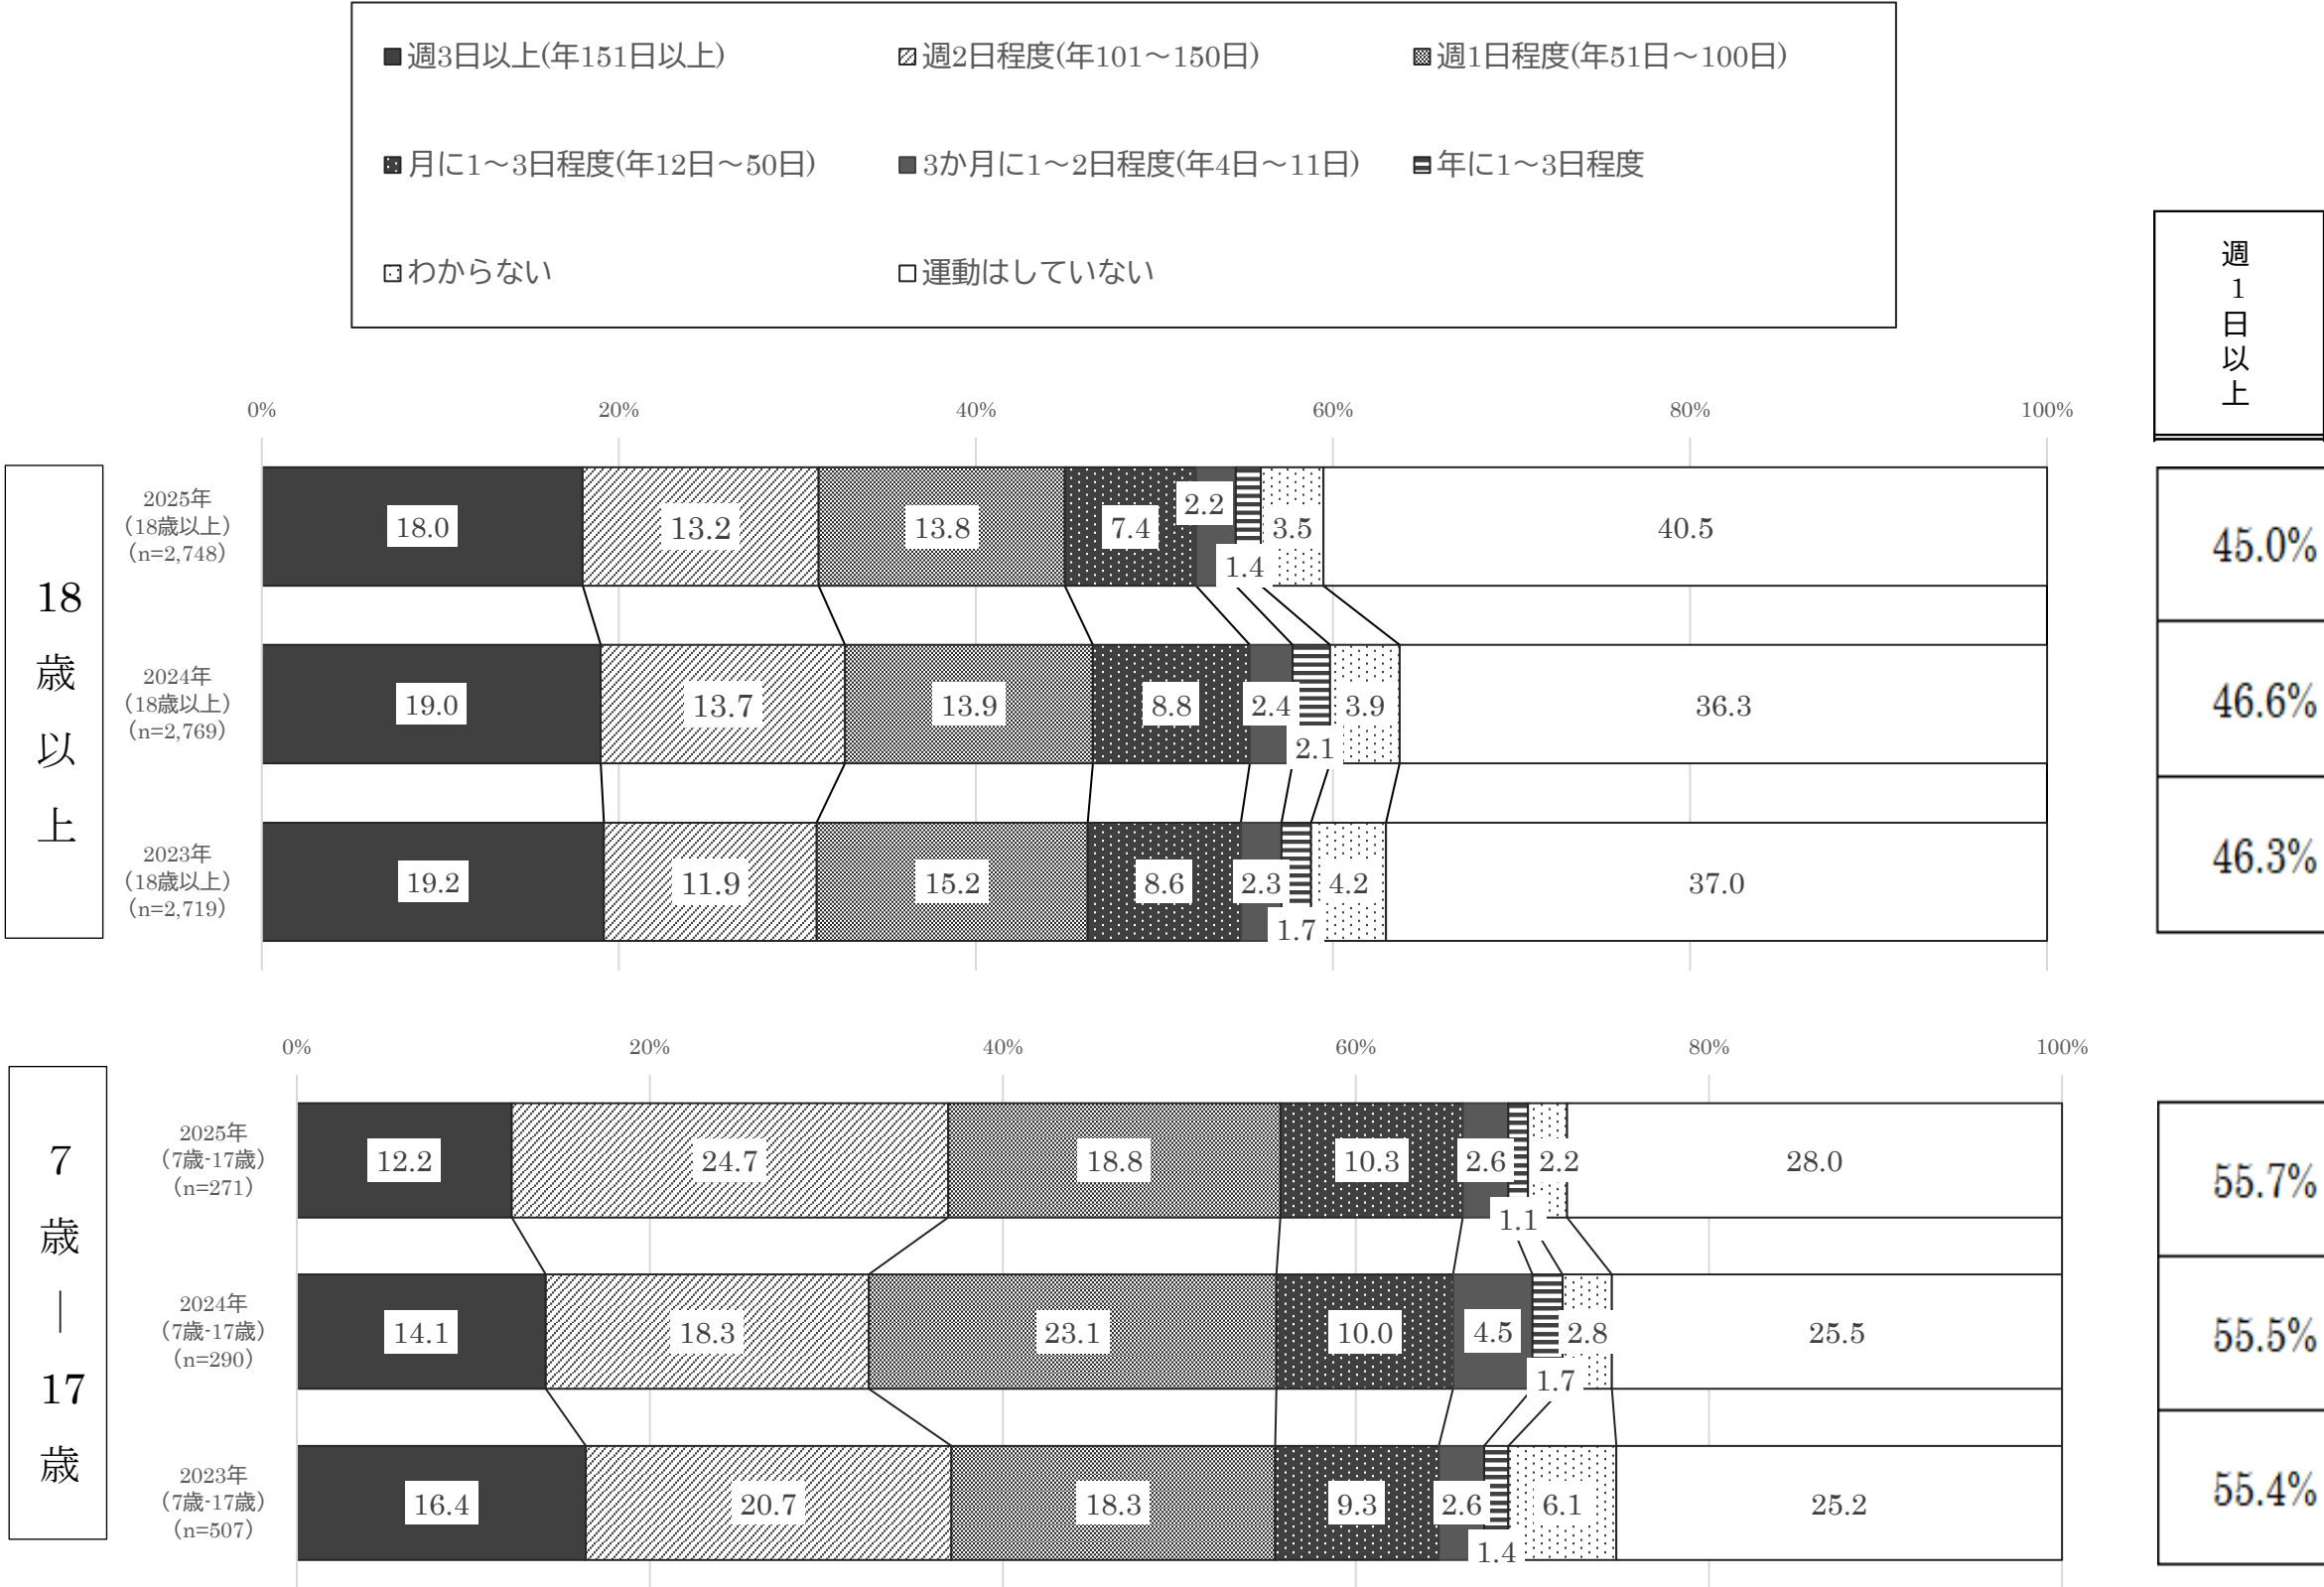 週3日以上(年151日以上) 週2日程度(年101～150日) 週1日程度(年51日～100日)
月に1～3日程度(年12日～50日) 3か月に1～2日程度(年4日～11日) 年に1～3日程度
わからない 運動はしていない
週1日以上
0% 20% 40% 60% 80% 100%
18歳以上
2025年
（18歳以上）
（n=2,748）
18.0 13.2 13.8 7.4 2.2 1.4 3.5 40.5
45.0%
2024年
（18歳以上）
（n=2,769）
19.0 13.7 13.9 8.8 2.4 2.1 3.9 36.3
46.6%
2023年
（18歳以上）
（n=2,719）
19.2 11.9 15.2 8.6 2.3 1.7 4.2 37.0
46.3%
0% 20% 40% 60% 80% 100%
7歳｜17歳
2025年
（7歳-17歳）
（n=271）
12.2 24.7 18.8 10.3 2.6 1.1 2.2 28.0
55.7%
2024年
（7歳-17歳）
（n=290）
14.1 18.3 23.1 10.0 4.5 1.7 2.8 25.5
55.5%
2023年
（7歳-17歳）
（n=507）
16.4 20.7 18.3 9.3 2.6 1.4 6.1 25.2
55.4%